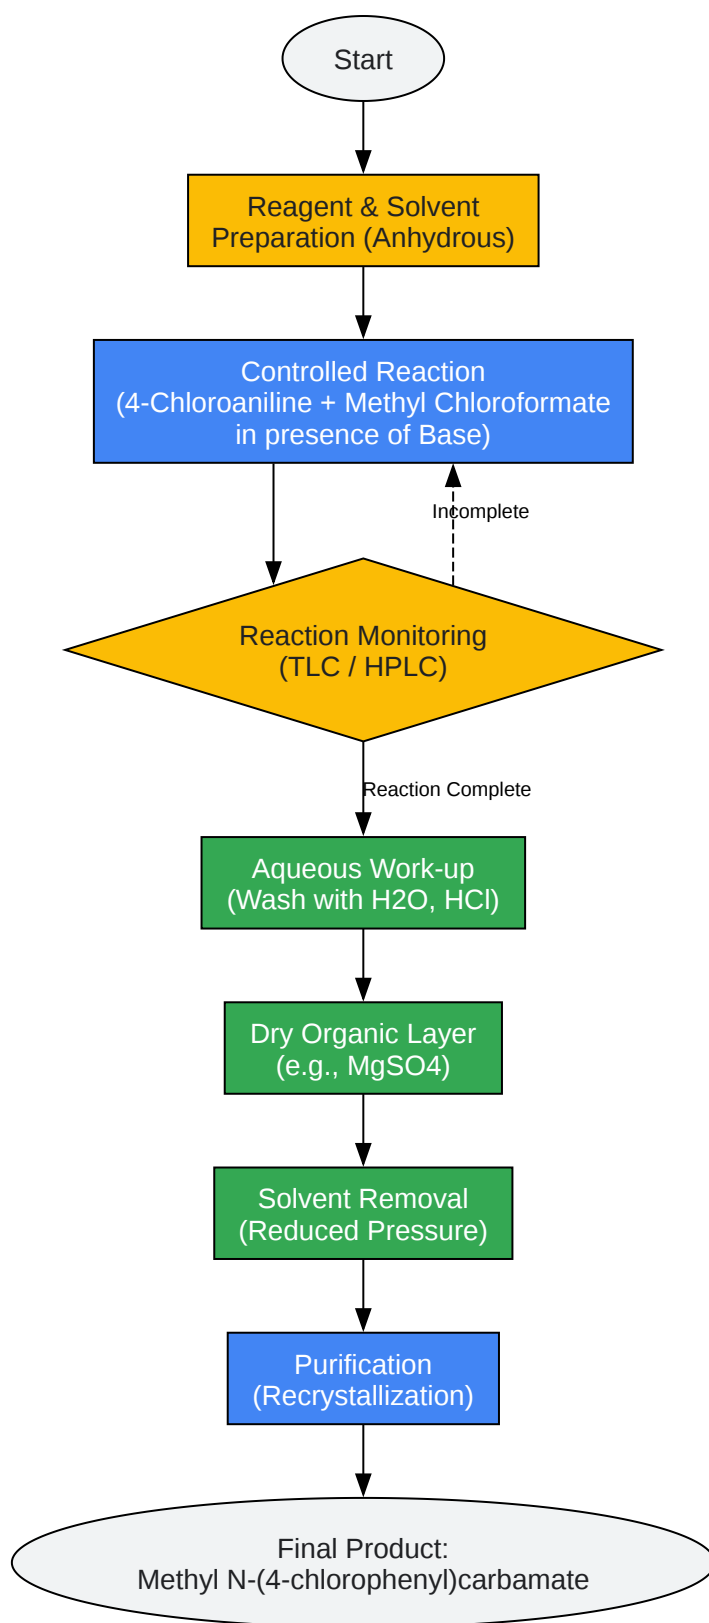 Start
Reagent & Solvent
Preparation (Anhydrous)
Controlled Reaction
(4-Chloroaniline + Methyl Chloroformate
in presence of Base)
Incomplete
Reaction Monitoring
(TLC / HPLC)
Reaction Complete
Aqueous Work-up
(Wash with H2O, HCl)
Dry Organic Layer
(e.g., MgSO4)
Solvent Removal
(Reduced Pressure)
Purification
(Recrystallization)
Final Product:
Methyl N-(4-chlorophenyl)carbamate